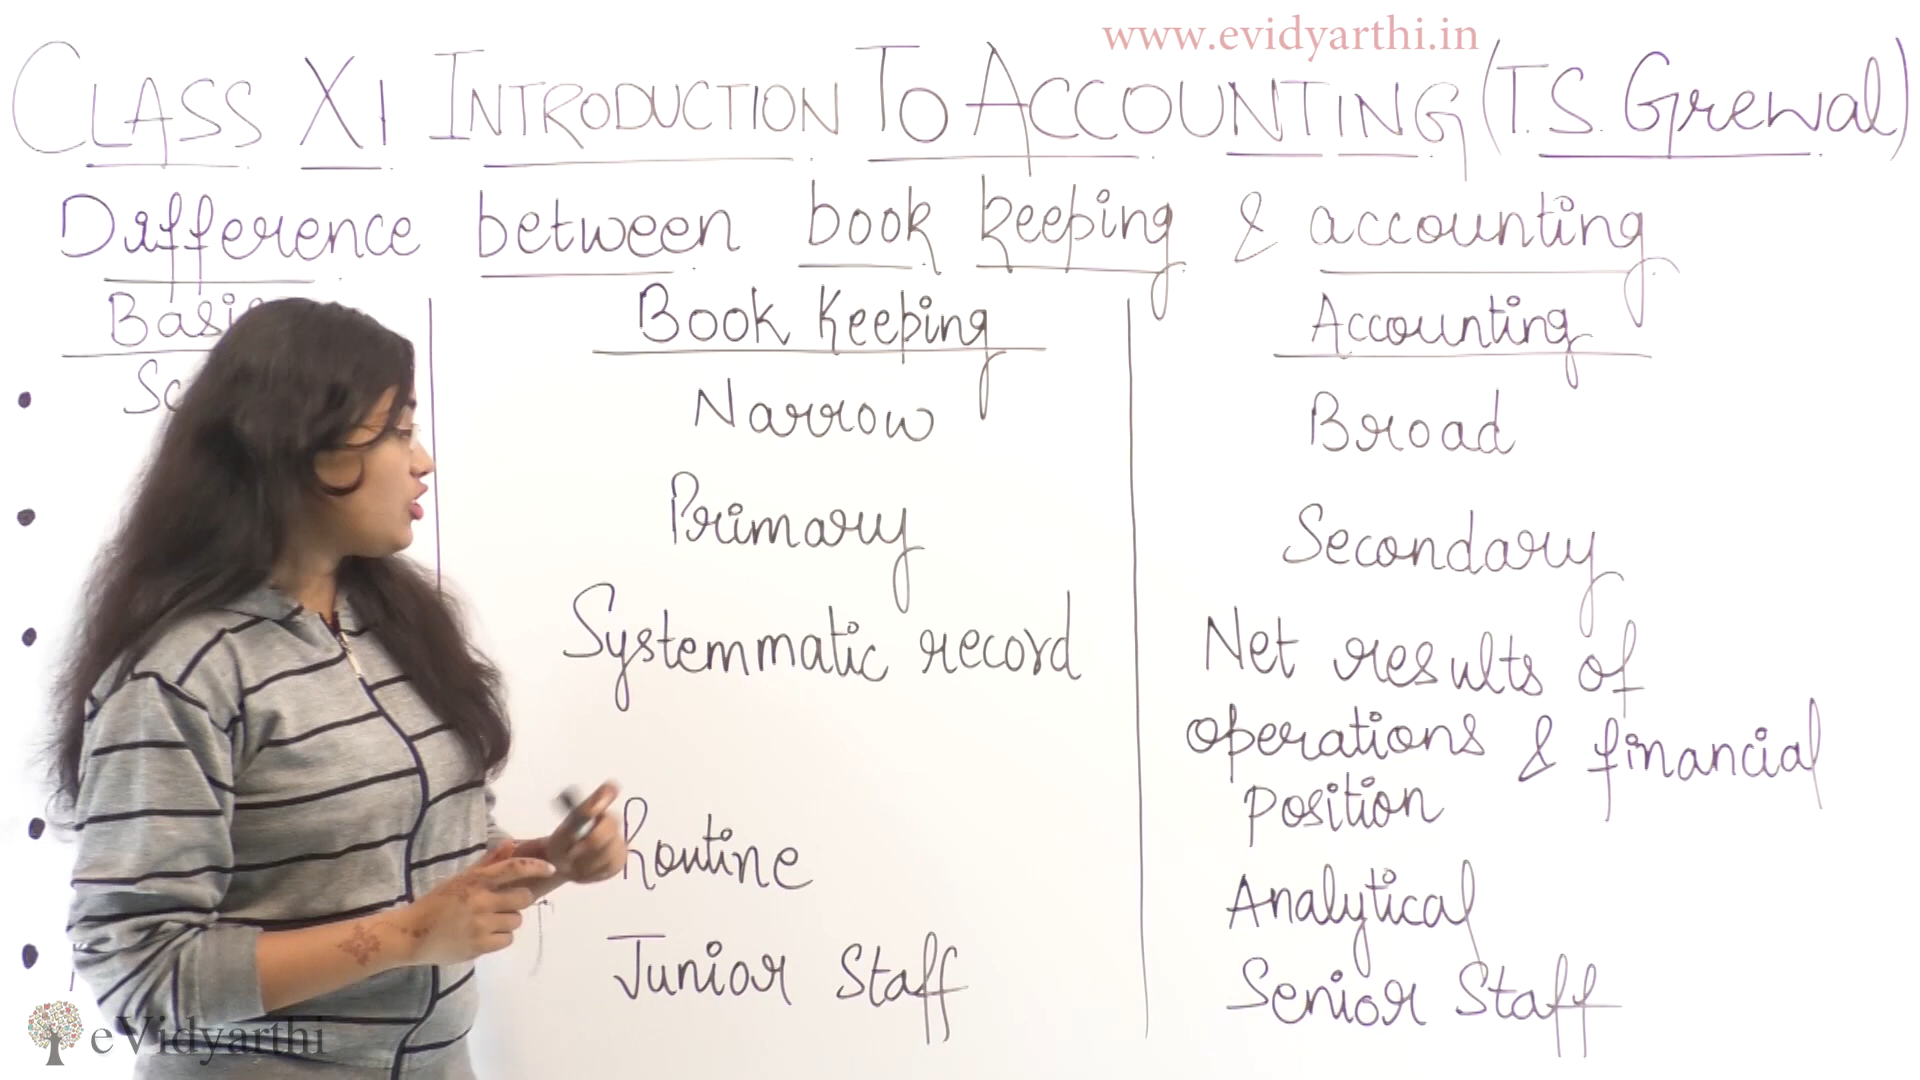 www.evidyarthi.in
CLASS XI INTRODUCTION TO ACCOUNTING (T.S. Grewal)
Difference between book keeping & accounting
Book Keeping Accounting
Narrow Broad
Primary Secondary
Systemmatic record Net results of
operations & financial
position
Routine Analytical
Junior Staff Senior Staff
eVidyarthi